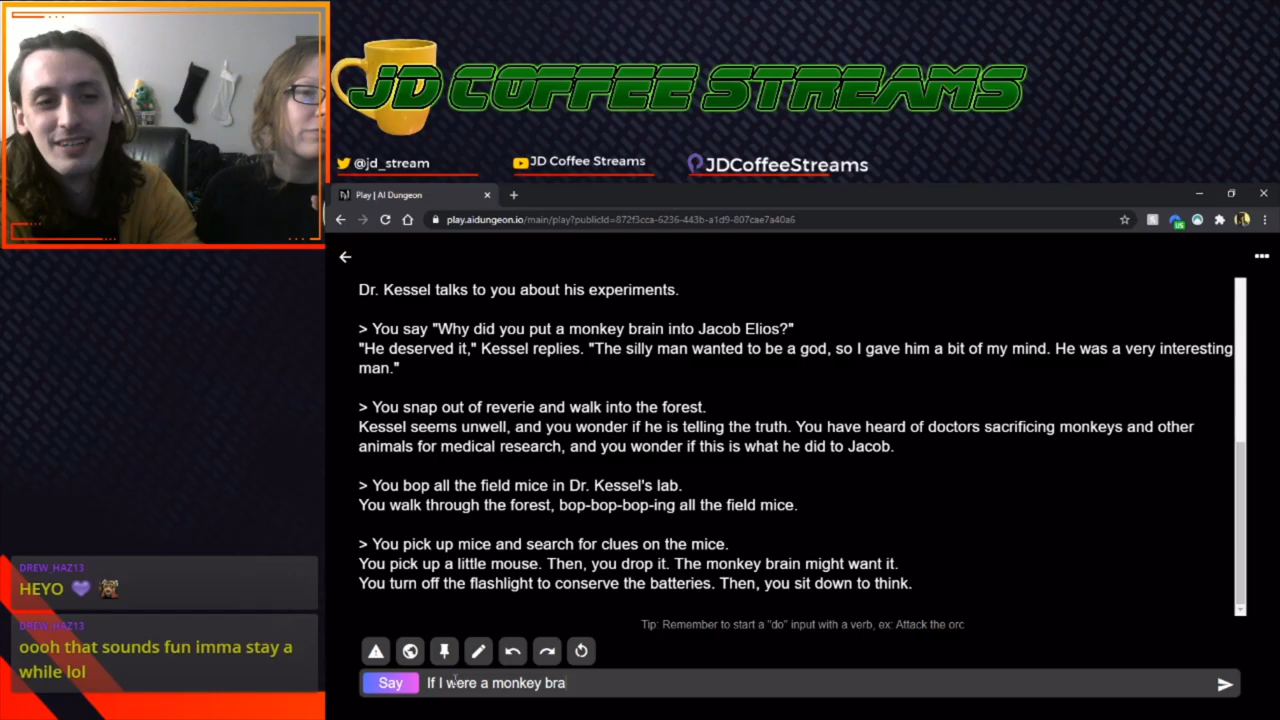 JD COFFEE STREAMS
@jd_stream
JD Coffee Streams
JDCoffeeStreams
Play | AI Dungeon
play.aidungeon.io/main/play?publicId=872f3cca-6236-443b-a1d9-807cae7a40a6
US
Dr. Kessel talks to you about his experiments.
> You say "Why did you put a monkey brain into Jacob Elios?"
"He deserved it," Kessel replies. "The silly man wanted to be a god, so I gave him a bit of my mind. He was a very interesting
man."
> You snap out of reverie and walk into the forest.
Kessel seems unwell, and you wonder if he is telling the truth. You have heard of doctors sacrificing monkeys and other
animals for medical research, and you wonder if this is what he did to Jacob.
> You bop all the field mice in Dr. Kessel's lab.
You walk through the forest, bop-bop-bop-ing all the field mice.
> You pick up mice and search for clues on the mice.
You pick up a little mouse. Then, you drop it. The monkey brain might want it.
You turn off the flashlight to conserve the batteries. Then, you sit down to think.
Tip: Remember to start a "do" input with a verb, ex: Attack the orc
Say If I were a monkey bra
DREW_HAZ13
HEYO
DREW_HAZ13
oooh that sounds fun imma stay a
while lol